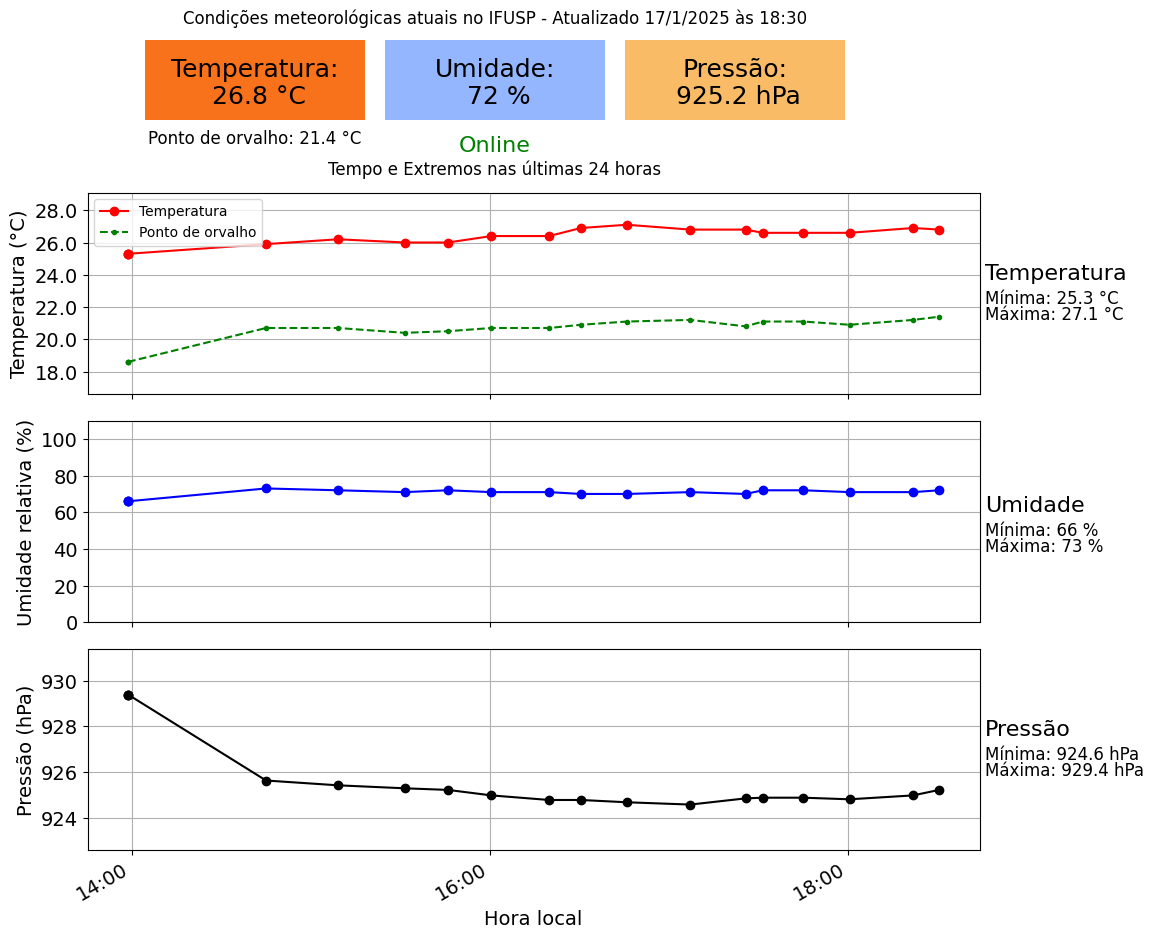 Condições meteorológicas atuais no IFUSP - Atualizado 17/1/2025 às 18:30
Temperatura:
26.8 °C
Umidade:
72 %
Pressão:
925.2 hPa
Ponto de orvalho: 21.4 °C
Online
Tempo e Extremos nas últimas 24 horas
Temperatura
Ponto de orvalho
Temperatura (°C)
28.0
26.0
24.0
22.0
20.0
18.0
Temperatura
Mínima: 25.3 °C
Máxima: 27.1 °C
Umidade relativa (%)
100
80
60
40
20
0
Umidade
Mínima: 66 %
Máxima: 73 %
Pressão (hPa)
930
928
926
924
Pressão
Mínima: 924.6 hPa
Máxima: 929.4 hPa
14:00
16:00
18:00
Hora local